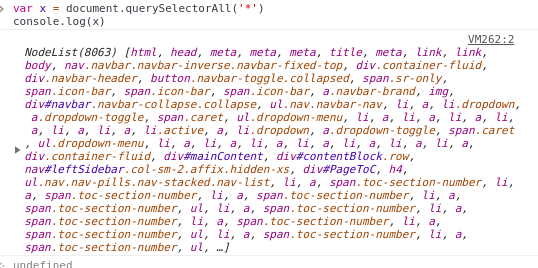 var x = document.querySelectorAll('*')
console.log(x)
VM262:2
NodeList(8063) [html, head, meta, meta, meta, title, meta, link, link,
body, nav.navbar.navbar-inverse.navbar-fixed-top, div.container-fluid,
div.navbar-header, button.navbar-toggle.collapsed, span.sr-only,
span.icon-bar, span.icon-bar, span.icon-bar, a.navbar-brand, img,
div#navbar.navbar-collapse.collapse, ul.nav.navbar-nav, li, a, li.dropdown,
a.dropdown-toggle, span.caret, ul.dropdown-menu, li, a, li, a, li, a, li,
a, li, a, li, a, li.active, a, li.dropdown, a.dropdown-toggle, span.caret
, ul.dropdown-menu, li, a, li, a, li, a, li, a, li, a, li, a, li, a,
div.container-fluid, div#mainContent, div#contentBlock.row,
nav#leftSidebar.col-sm-2.affix.hidden-xs, div#PageToC, h4,
ul.nav.nav-pills.nav-stacked.nav-list, li, a, span.toc-section-number, li,
a, span.toc-section-number, li, a, span.toc-section-number, li, a,
span.toc-section-number, ul, li, a, span.toc-section-number, li, a,
span.toc-section-number, li, a, span.toc-section-number, li, a,
span.toc-section-number, ul, li, a, span.toc-section-number, li, a,
span.toc-section-number, ul, …]
undefined